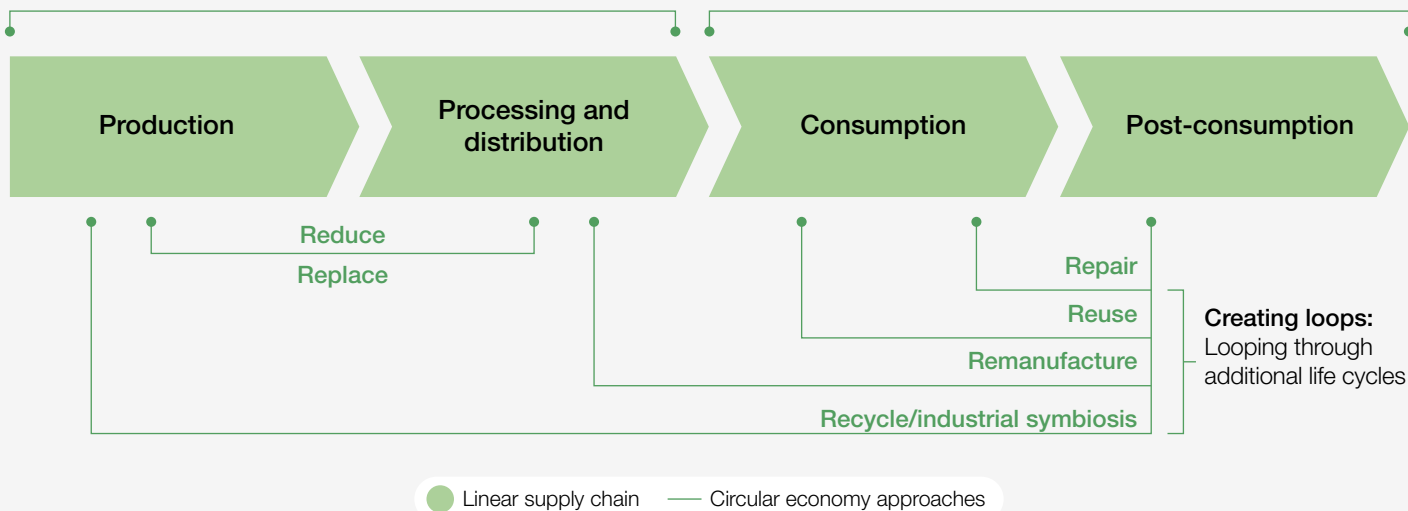 Production
Processing and
distribution
Consumption
Post-consumption
Reduce
Replace
Repair
Reuse
Remanufacture
Recycle/industrial symbiosis
Creating loops:
Looping through
additional life cycles
Linear supply chain
Circular economy approaches